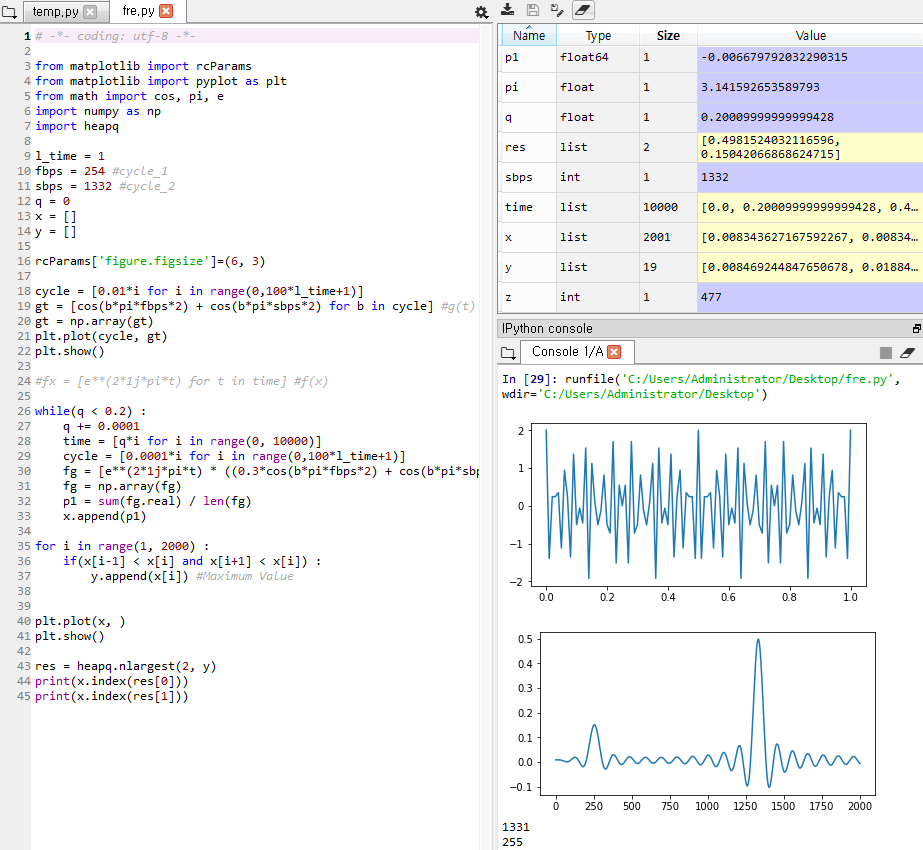 temp.py
fre.py
1 # -*- coding: utf-8 -*-
2
3 from matplotlib import rcParams
4 from matplotlib import pyplot as plt
5 from math import cos, pi, e
6 import numpy as np
7 import heapq
8
9 l_time = 1
10 fbps = 254 #cycle_1
11 sbps = 1332 #cycle_2
12 q = 0
13 x = []
14 y = []
15
16 rcParams['figure.figsize']=(6, 3)
17
18 cycle = [0.01*i for i in range(0,100*l_time+1)]
19 gt = [cos(b*pi*fbps*2) + cos(b*pi*sbps*2) for b in cycle] #g(t)
20 gt = np.array(gt)
21 plt.plot(cycle, gt)
22 plt.show()
23
24 #fx = [e**(2*1j*pi*t) for t in time] #f(x)
25
26 while(q < 0.2) :
27     q += 0.0001
28     time = [q*i for i in range(0, 10000)]
29     cycle = [0.0001*i for i in range(0,100*l_time+1)]
30     fg = [e**(2*1j*pi*t) * ((0.3*cos(b*pi*fbps*2) + cos(b*pi*sbp
31     fg = np.array(fg)
32     p1 = sum(fg.real) / len(fg)
33     x.append(p1)
34
35 for i in range(1, 2000) :
36     if(x[i-1] < x[i] and x[i+1] < x[i]) :
37         y.append(x[i]) #Maximum Value
38
39
40 plt.plot(x, )
41 plt.show()
42
43 res = heapq.nlargest(2, y)
44 print(x.index(res[0]))
45 print(x.index(res[1]))
Name Type Size Value
p1 float64 1 -0.006679792032290315
pi float 1 3.141592653589793
q float 1 0.20009999999999428
res list 2 [0.4981524032116596,
0.15042066868624715]
sbps int 1 1332
time list 10000 [0.0, 0.20009999999999428, 0.4…
x list 2001 [0.008343627167592267, 0.00834…
y list 19 [0.008469244847650678, 0.01884…
z int 1 477
IPython console
Console 1/A
In [29]: runfile('C:/Users/Administrator/Desktop/fre.py',
wdir='C:/Users/Administrator/Desktop')
2
1
0
−1
−2
0.0 0.2 0.4 0.6 0.8 1.0
0.5
0.4
0.3
0.2
0.1
0.0
−0.1
0 250 500 750 1000 1250 1500 1750 2000
1331
255